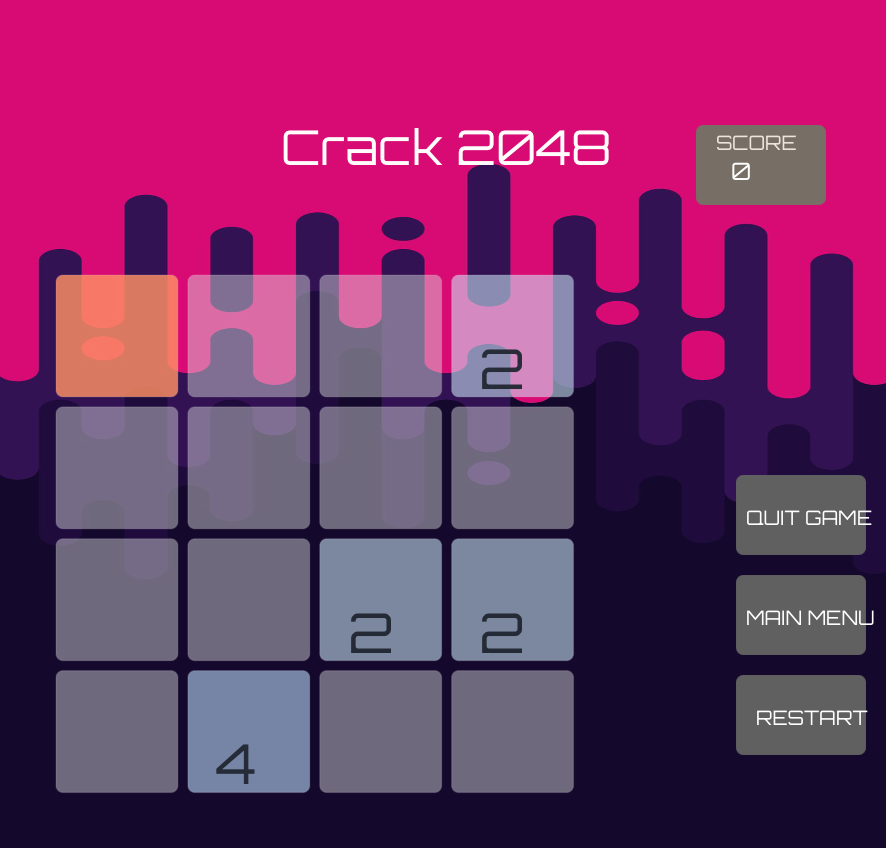 Crack 2048
SCORE
0
2
QUIT GAME
2 2
MAIN MENU
RESTART
4